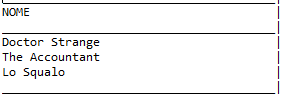 NOME
Doctor Strange
The Accountant
Lo Squalo